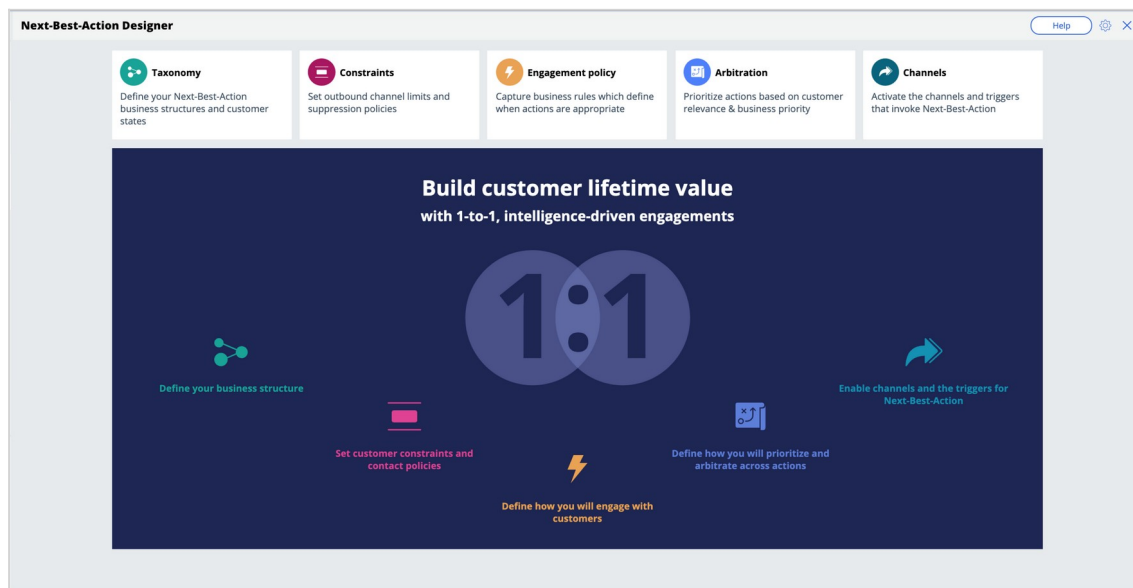 Next-Best-Action Designer
Help
Taxonomy
Define your Next-Best-Action
business structures and customer
states
Constraints
Set outbound channel limits and
suppression policies
Engagement policy
Capture business rules which define
when actions are appropriate
Arbitration
Prioritize actions based on customer
relevance & business priority
Channels
Activate the channels and triggers
that invoke Next-Best-Action
Build customer lifetime value
with 1-to-1, intelligence-driven engagements
1:1
Define your business structure
Set customer constraints and
contact policies
Define how you will engage with
customers
Define how you will prioritize and
arbitrate across actions
Enable channels and the triggers for
Next-Best-Action